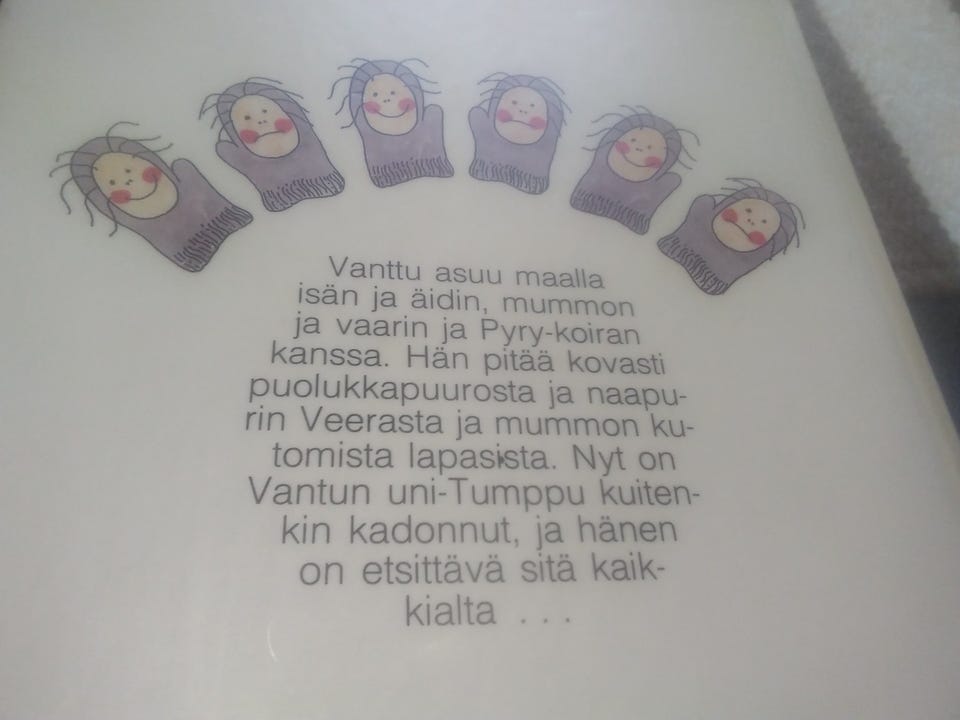 Vanttu asuu maalla
isän ja äidin, mummon
ja vaarin ja Pyry-koiran
kanssa. Hän pitää kovasti
puolukkapuurosta ja naapu-
rin Veerasta ja mummon ku-
tomista lapasista. Nyt on
Vantun uni-Tumppu kuiten-
kin kadonnut, ja hänen
on etsittävä sitä kaik-
kialta . . .